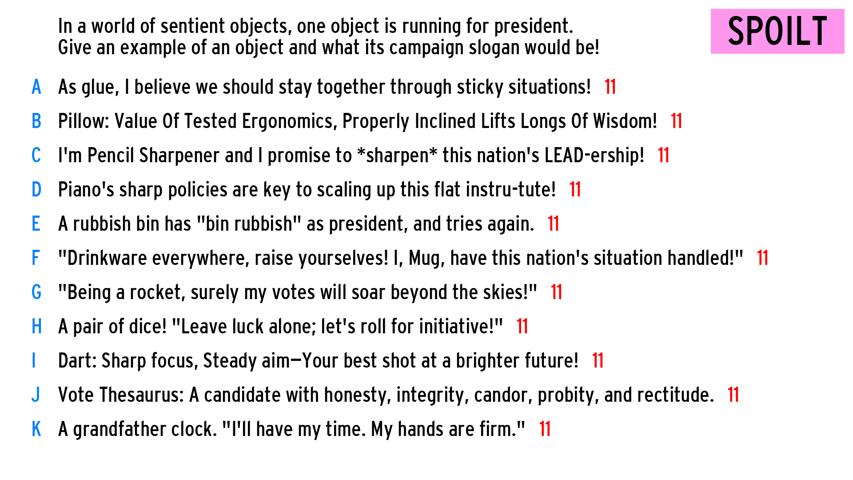 In a world of sentient objects, one object is running for president.
Give an example of an object and what its campaign slogan would be!
SPOILT
A As glue, I believe we should stay together through sticky situations! 11
B Pillow: Value Of Tested Ergonomics, Properly Inclined Lifts Longs Of Wisdom! 11
C I'm Pencil Sharpener and I promise to *sharpen* this nation's LEAD-ership! 11
D Piano's sharp policies are key to scaling up this flat instru-tute! 11
E A rubbish bin has "bin rubbish" as president, and tries again. 11
F "Drinkware everywhere, raise yourselves! I, Mug, have this nation's situation handled!" 11
G "Being a rocket, surely my votes will soar beyond the skies!" 11
H A pair of dice! "Leave luck alone; let's roll for initiative!" 11
I Dart: Sharp focus, Steady aim—Your best shot at a brighter future! 11
J Vote Thesaurus: A candidate with honesty, integrity, candor, probity, and rectitude. 11
K A grandfather clock. "I'll have my time. My hands are firm." 11